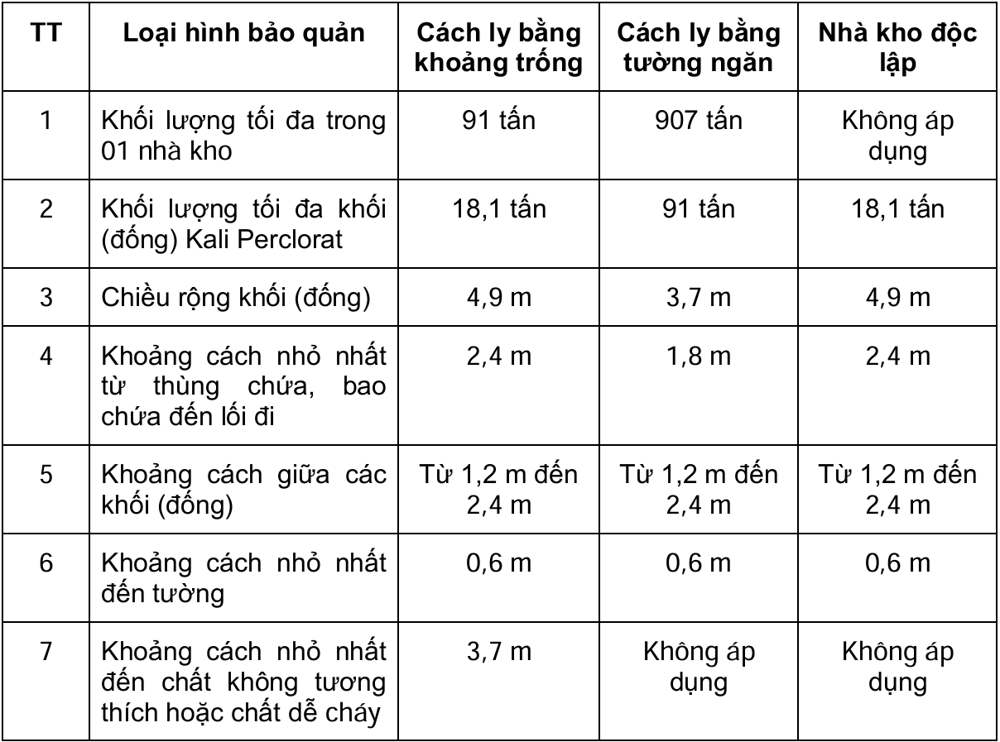 TT
Loại hình bảo quản
Cách ly bằng
khoảng trống
Cách ly bằng
tường ngăn
Nhà kho độc
lập
1
Khối lượng tối đa trong
01 nhà kho
91 tấn
907 tấn
Không áp
dụng
2
Khối lượng tối đa khối
(đống) Kali Perclorat
18,1 tấn
91 tấn
18,1 tấn
3
Chiều rộng khối (đống)
4,9 m
3,7 m
4,9 m
4
Khoảng cách nhỏ nhất
từ thùng chứa, bao
chứa đến lối đi
2,4 m
1,8 m
2,4 m
5
Khoảng cách giữa các
khối (đống)
Từ 1,2 m đến
2,4 m
Từ 1,2 m đến
2,4 m
Từ 1,2 m đến
2,4 m
6
Khoảng cách nhỏ nhất
đến tường
0,6 m
0,6 m
0,6 m
7
Khoảng cách nhỏ nhất
đến chất không tương
thích hoặc chất dễ cháy
3,7 m
Không áp
dụng
Không áp
dụng